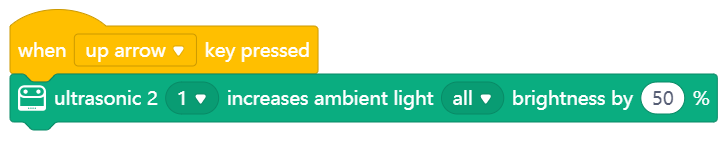 when up arrow key pressed
ultrasonic 2 1 increases ambient light all brightness by 50 %